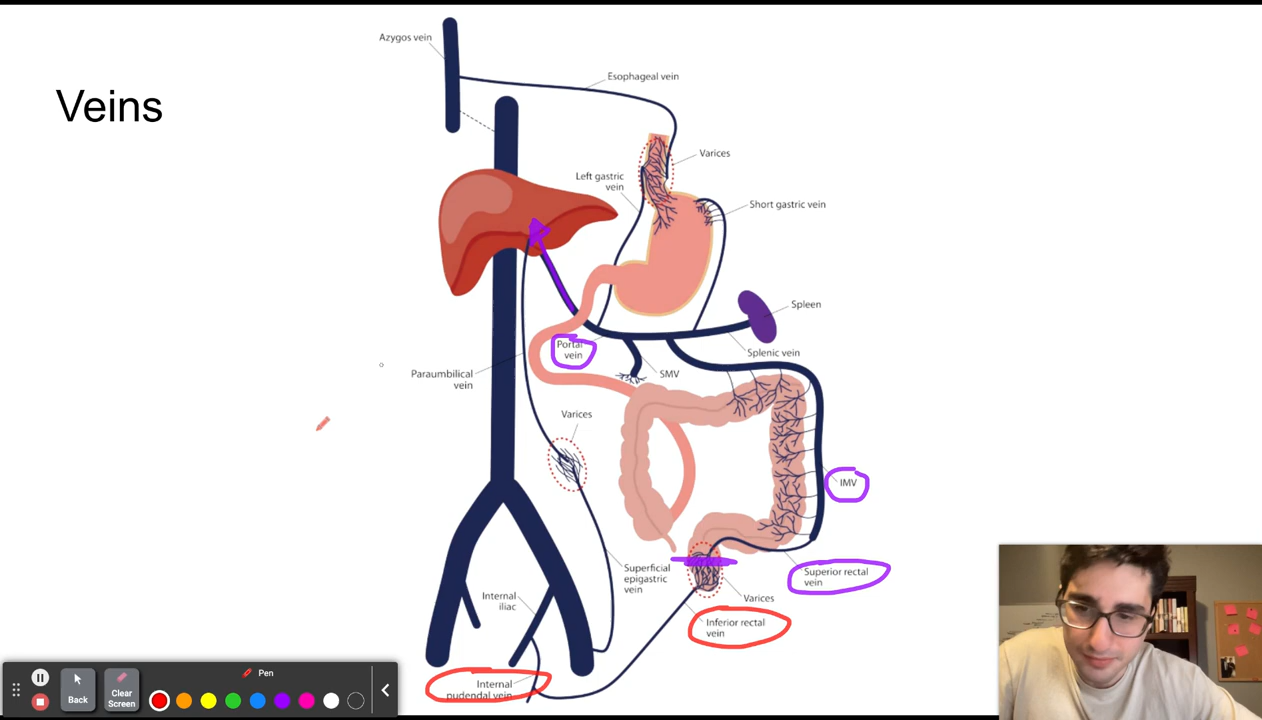 Azygos vein
Esophageal vein
Veins
Varices
Left gastric
vein
Short gastric vein
Spleen
Portal
vein
Splenic vein
SMV
Paraumbilical
vein
Varices
IMV
Superficial
epigastric
vein
Superior rectal
vein
Internal
iliac
Varices
Inferior rectal
vein
Internal
pudendal vein
Pen
Back
Clear
Screen